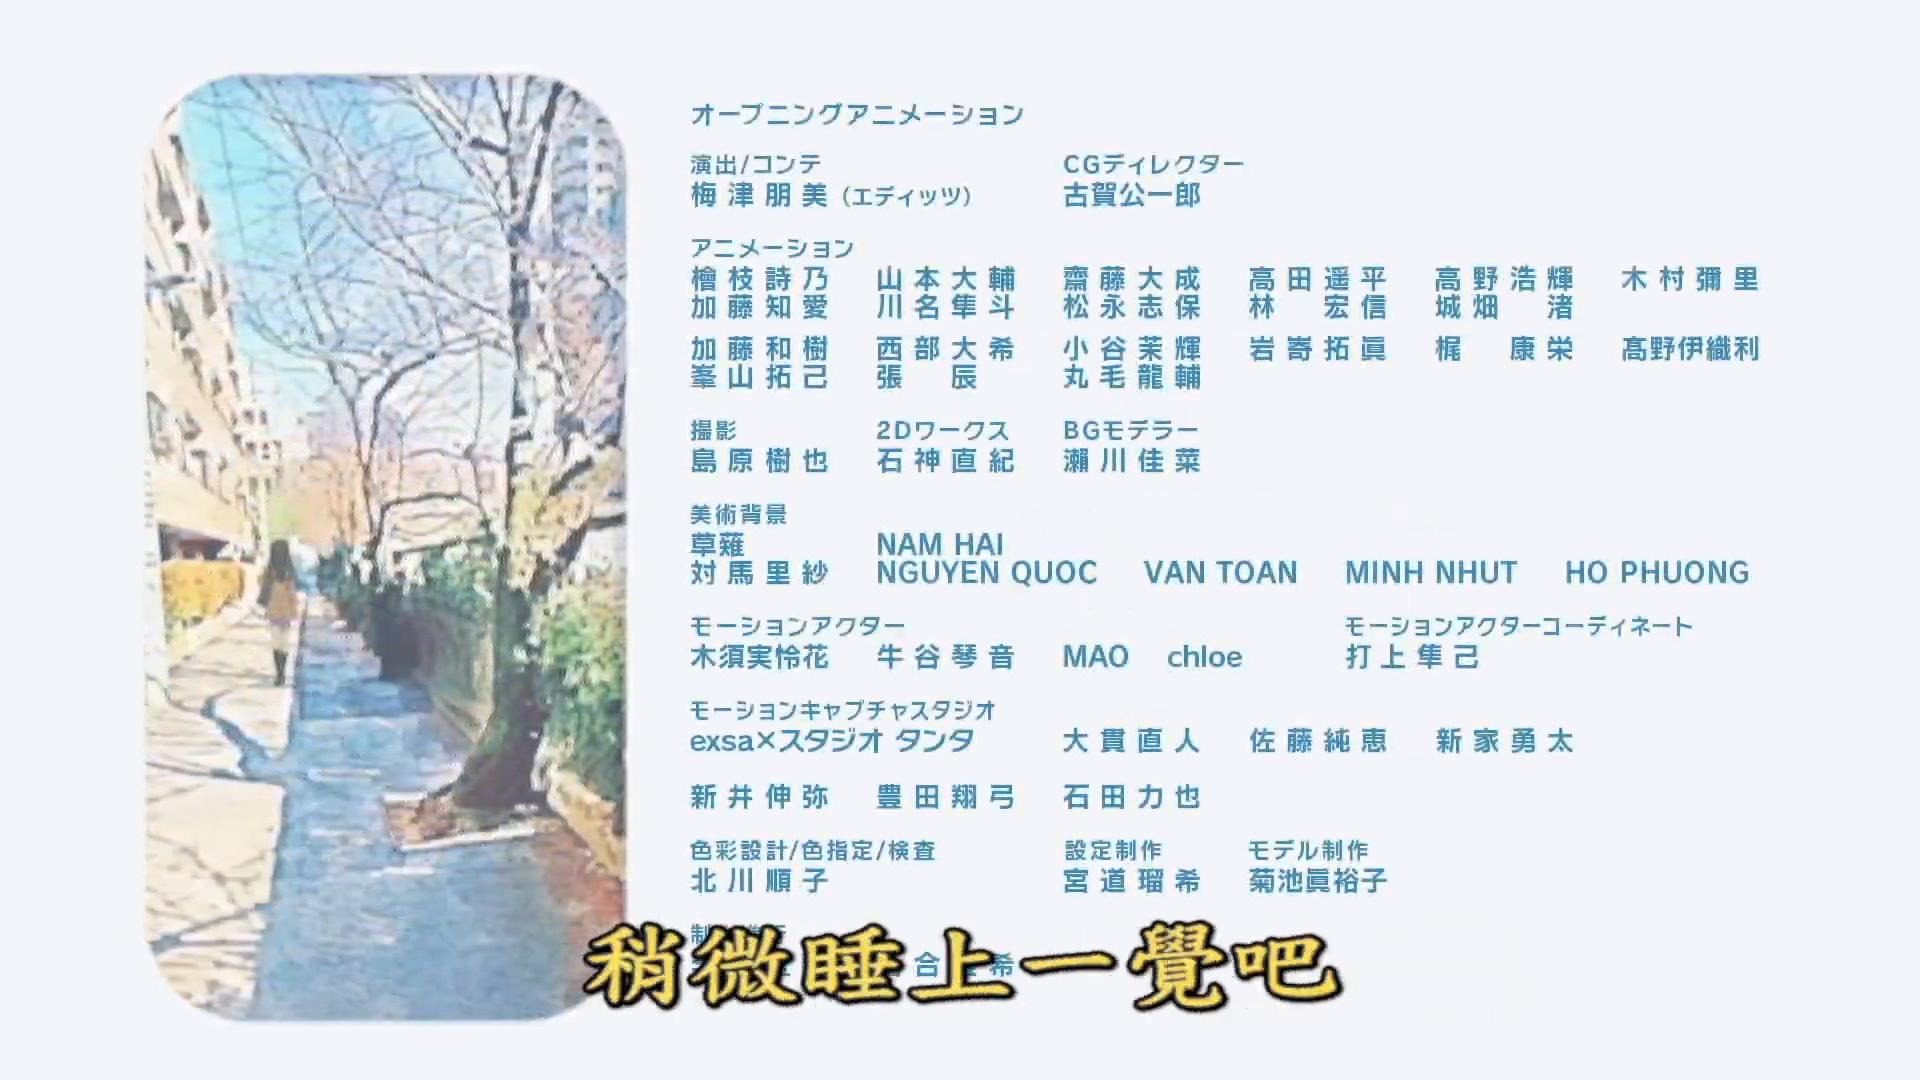 オープニングアニメーション
演出/コンテ CGディレクター
梅津朋美（エディッツ） 古賀公一郎
アニメーション
檜枝詩乃 山本大輔 齋藤大成 高田遥平 高野浩輝 木村彌里
加藤知愛 川名隼斗 松永志保 林 宏信 城畑 渚
加藤和樹 西部大希 小谷茉輝 岩嵜拓眞 梶 康栄 髙野伊織利
峯山拓己 張 辰 丸毛龍輔
撮影 2Dワークス BGモデラー
島原樹也 石神直紀 瀬川佳菜
美術背景
草薙 NAM HAI
対馬里紗 NGUYEN QUOC VAN TOAN MINH NHUT HO PHUONG
モーションアクター モーションアクターコーディネート
木須実怜花 牛谷琴音 MAO chloe 打上隼己
モーションキャプチャスタジオ
exsa×スタジオ タンタ 大貫直人 佐藤純恵 新家勇太
新井伸弥 豊田翔弓 石田力也
色彩設計/色指定/検査 設定制作 モデル制作
北川順子 宮道瑠希 菊池眞裕子
稍微睡上一覺吧